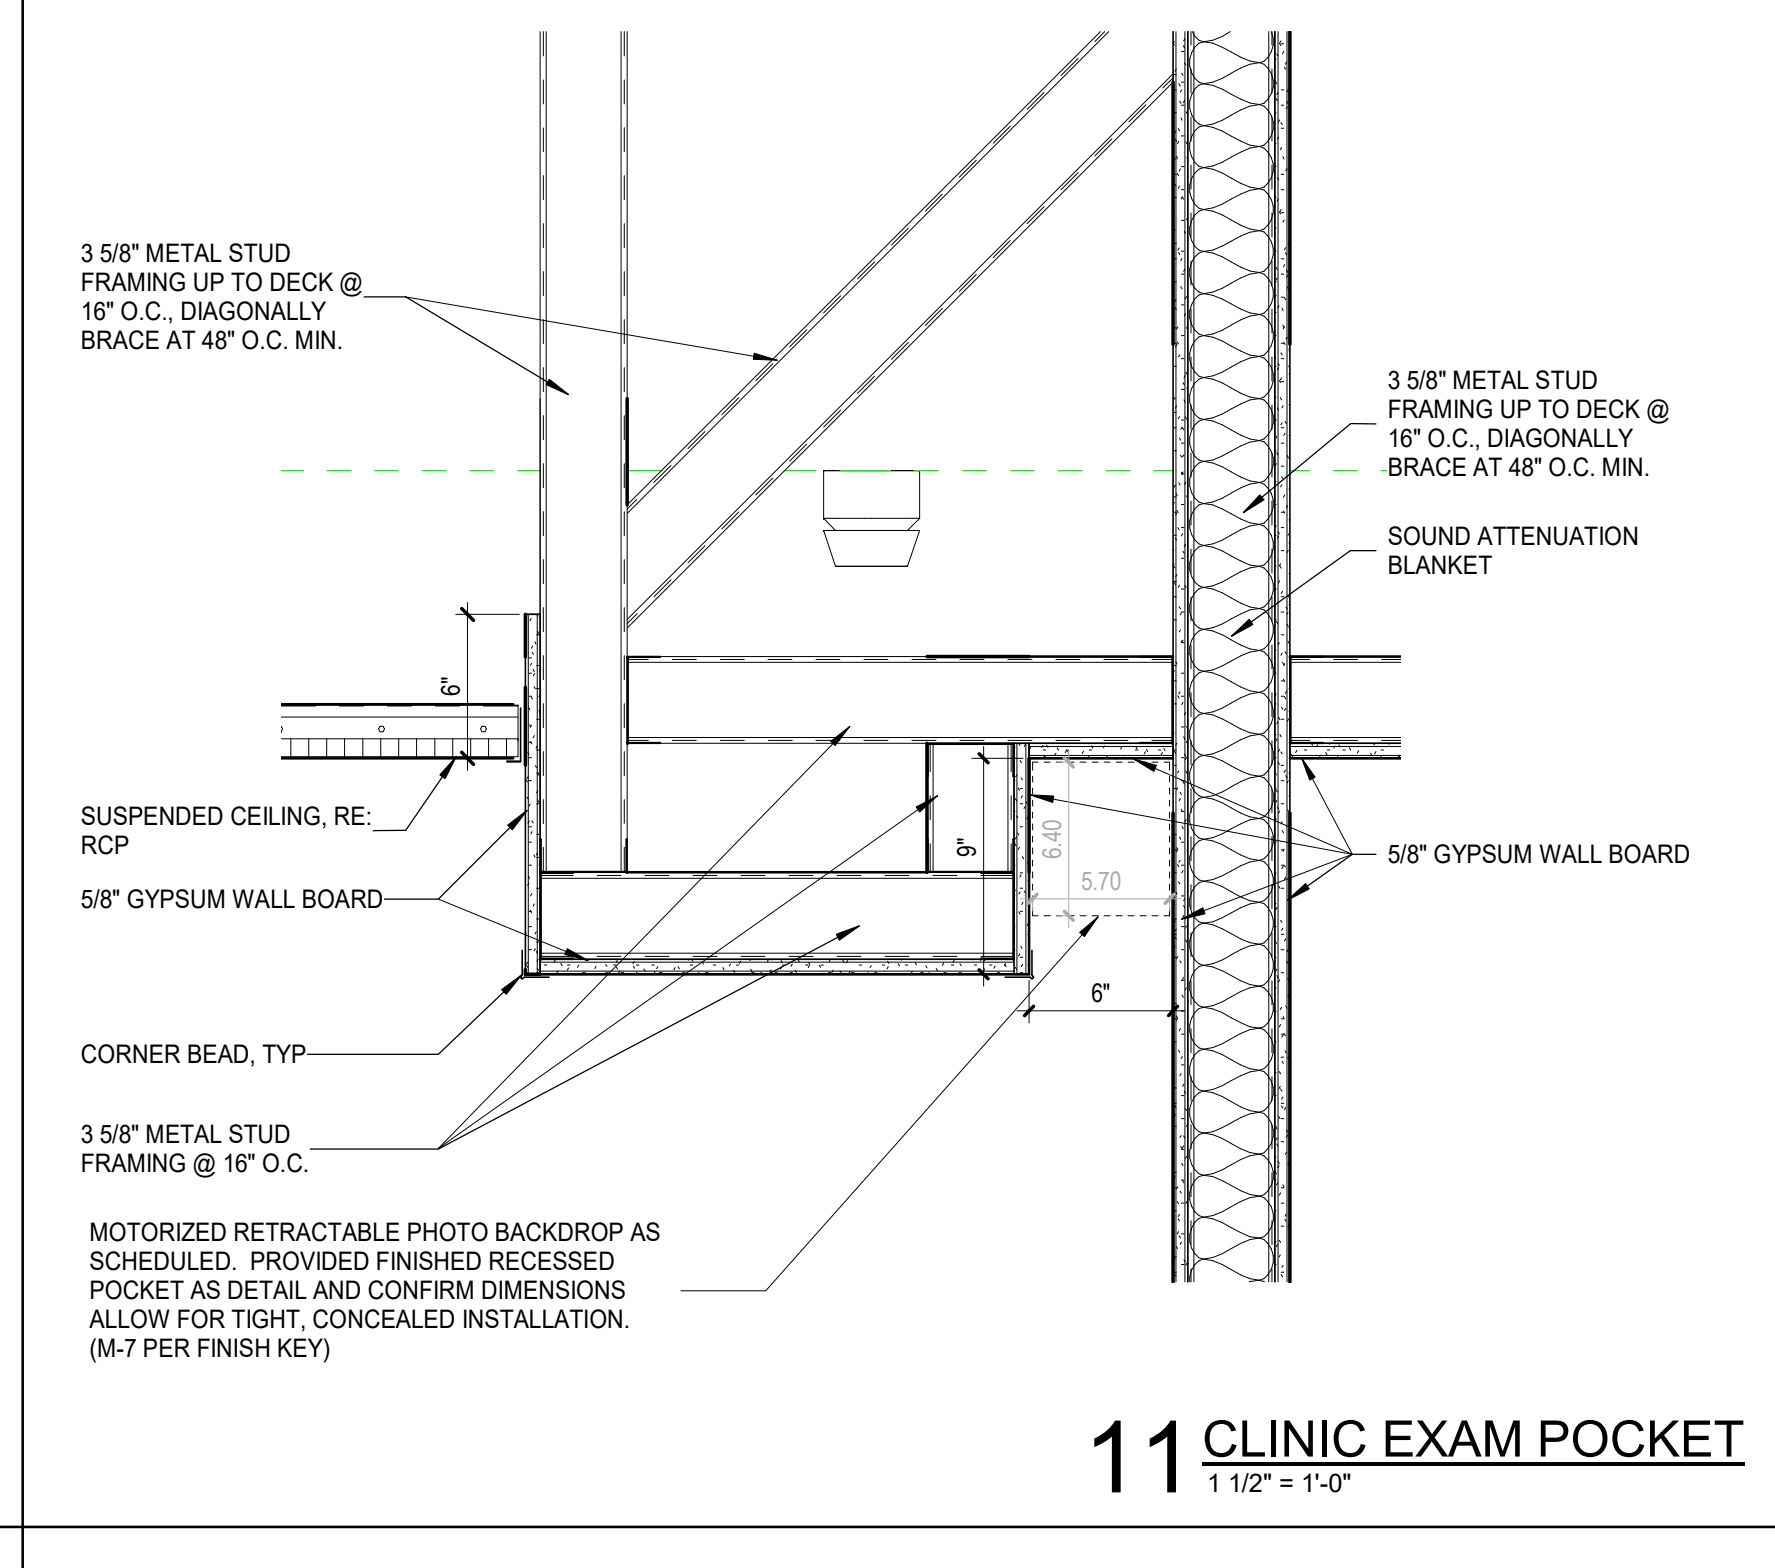 3 5/8" METAL STUD
FRAMING UP TO DECK @
16" O.C., DIAGONALLY
BRACE AT 48" O.C. MIN.
3 5/8" METAL STUD
FRAMING UP TO DECK @
16" O.C., DIAGONALLY
BRACE AT 48" O.C. MIN.
SOUND ATTENUATION
BLANKET
6"
SUSPENDED CEILING, RE:
RCP
9"
6.40
5.70
5/8" GYPSUM WALL BOARD
5/8" GYPSUM WALL BOARD
6"
CORNER BEAD, TYP
3 5/8" METAL STUD
FRAMING @ 16" O.C.
MOTORIZED RETRACTABLE PHOTO BACKDROP AS
SCHEDULED. PROVIDED FINISHED RECESSED
POCKET AS DETAIL AND CONFIRM DIMENSIONS
ALLOW FOR TIGHT, CONCEALED INSTALLATION.
(M-7 PER FINISH KEY)
11 CLINIC EXAM POCKET
1 1/2" = 1'-0"